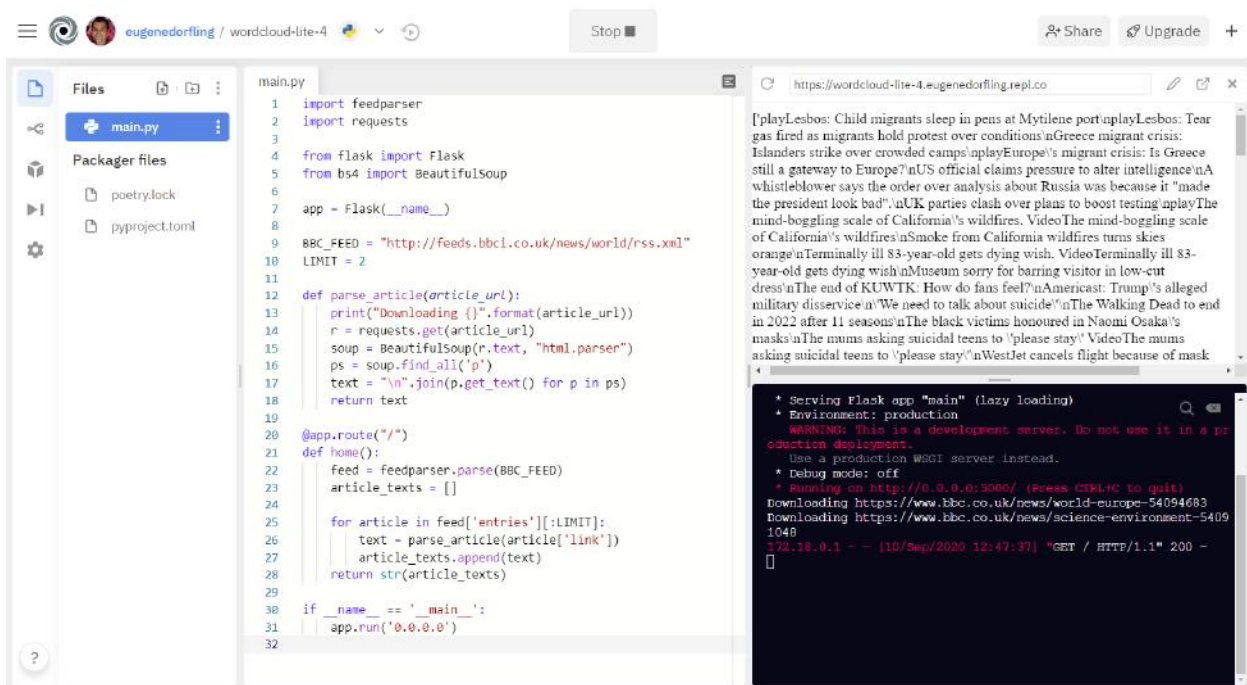 eugenedorfling / wordcloud-lite-4
Stop
Share
Upgrade
Files
main.py
Packager files
poetry.lock
pyproject.toml
main.py
1 import feedparser
2 import requests
3
4 from flask import Flask
5 from bs4 import BeautifulSoup
6
7 app = Flask(__name__)
8
9 BBC_FEED = "http://feeds.bbci.co.uk/news/world/rss.xml"
10 LIMIT = 2
11
12 def parse_article(article_url):
13 print("Downloading {}".format(article_url))
14 r = requests.get(article_url)
15 soup = BeautifulSoup(r.text, "html.parser")
16 ps = soup.find_all('p')
17 text = "\n".join(p.get_text() for p in ps)
18 return text
19
20 @app.route("/")
21 def home():
22 feed = feedparser.parse(BBC_FEED)
23 article_texts = []
24
25 for article in feed['entries'][:LIMIT]:
26 text = parse_article(article['link'])
27 article_texts.append(text)
28 return str(article_texts)
29
30 if __name__ == '__main__':
31 app.run('0.0.0.0')
32
https://wordcloud-lite-4.eugenedorfling.repl.co
['playLesbos: Child migrants sleep in pens at Mytilene port\nplayLesbos: Tear
gas fired as migrants hold protest over conditions\nGreece migrant crisis:
Islanders strike over crowded camps\nplayEurope\'s migrant crisis: Is Greece
still a gateway to Europe?\nUS official claims pressure to alter intelligence\nA
whistleblower says the order over analysis about Russia was because it "made
the president look bad".\nUK parties clash over plans to boost testing\nplayThe
mind-boggling scale of California\'s wildfires. VideoThe mind-boggling scale
of California\'s wildfires\nSmoke from California wildfires turns skies
orange\nTerminally ill 83-year-old gets dying wish. VideoTerminally ill 83-
year-old gets dying wish\nMuseum sorry for barring visitor in low-cut
dress\nThe end of KUWTK: How do fans feel?\nAmericast: Trump\'s alleged
military disservice\n\'We need to talk about suicide\'\nThe Walking Dead to end
in 2022 after 11 seasons\nThe black victims honoured in Naomi Osaka\'s
masks\nThe mums asking suicidal teens to \'please stay\' VideoThe mums
asking suicidal teens to \'please stay\'\nWestJet cancels flight because of mask
* Serving Flask app "main" (lazy loading)
* Environment: production
WARNING: This is a development server. Do not use it in a pr
oduction deployment.
Use a production WSGI server instead.
* Debug mode: off
* Running on http://0.0.0.0:5000/ (Press CTRL+C to quit)
Downloading https://www.bbc.co.uk/news/world-europe-54094683
Downloading https://www.bbc.co.uk/news/science-environment-5409
1048
172.18.0.1 - - [10/Sep/2020 12:47:37] "GET / HTTP/1.1" 200 -
?